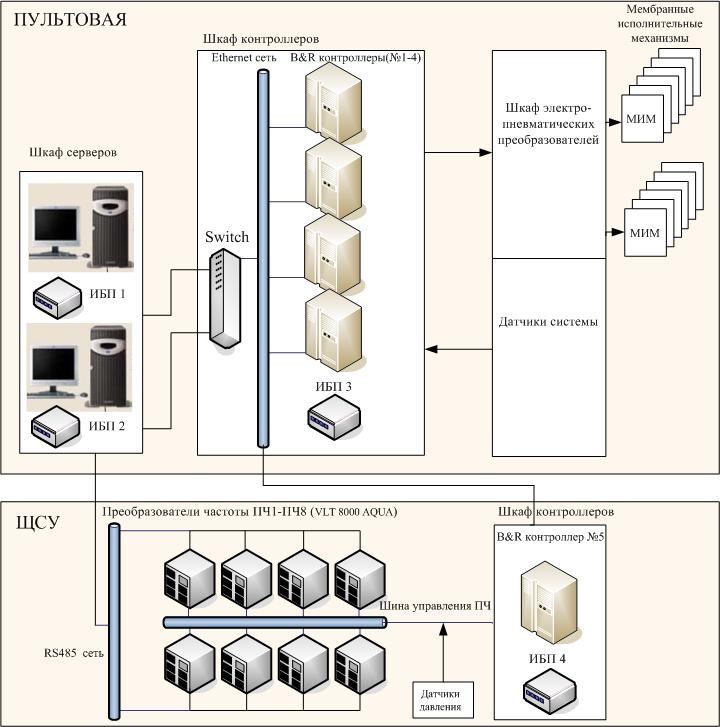 ПУЛЬТОВАЯ
Мембранные
исполнительные
механизмы
Шкаф контроллеров
Ethernet сеть
B&R контроллеры(№1-4)
Шкаф электро-
пневматических
преобразователей
МИМ
МИМ
Шкаф серверов
Switch
ИБП 1
ИБП 2
ИБП 3
Датчики системы
ЩСУ
Преобразователи частоты ПЧ1-ПЧ8 (VLT 8000 AQUA)
Шкаф контроллеров
B&R контроллер №5
Шина управления ПЧ
RS485 сеть
ИБП 4
Датчики
давления